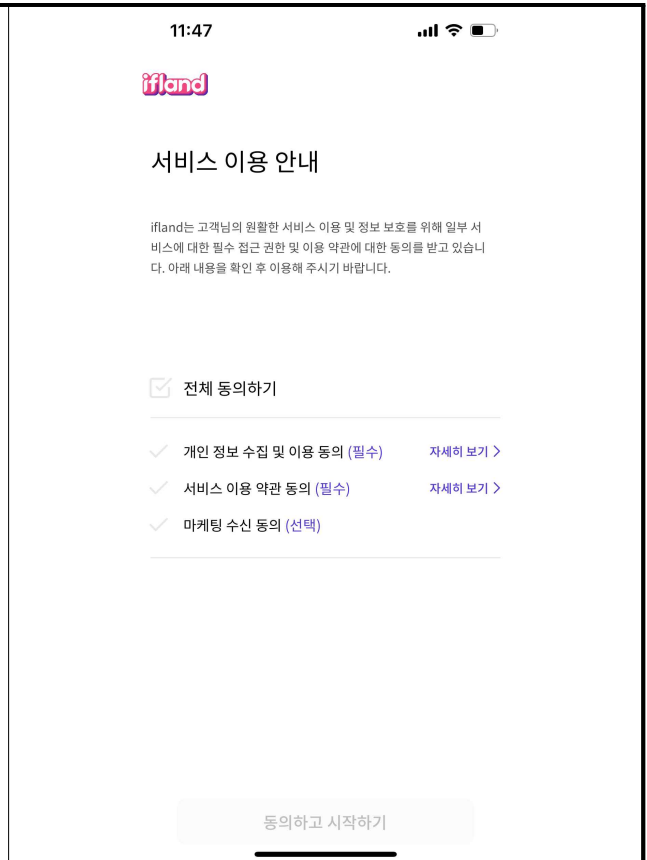 11:47
ifland
서비스 이용 안내
ifland는 고객님의 원활한 서비스 이용 및 정보 보호를 위해 일부 서
비스에 대한 필수 접근 권한 및 이용 약관에 대한 동의를 받고 있습니
다. 아래 내용을 확인 후 이용해 주시기 바랍니다.
전체 동의하기
개인 정보 수집 및 이용 동의 (필수) 자세히 보기 >
서비스 이용 약관 동의 (필수) 자세히 보기 >
마케팅 수신 동의 (선택)
동의하고 시작하기